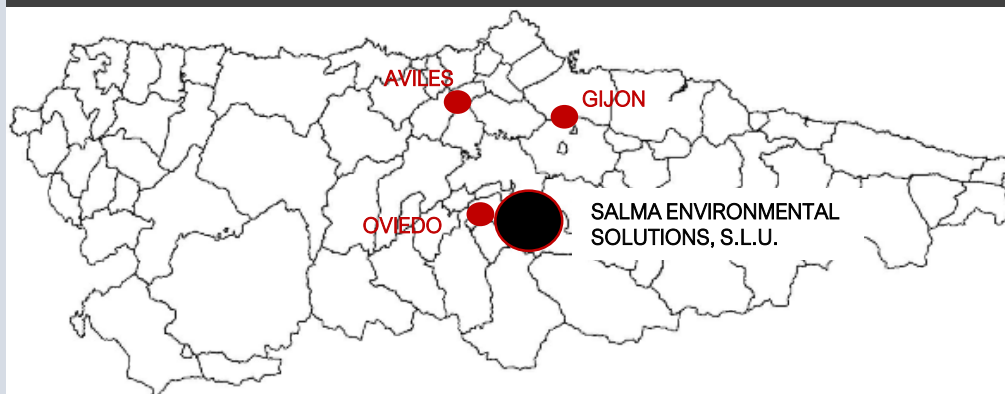 AVILES
GIJON
OVIEDO
SALMA ENVIRONMENTAL
SOLUTIONS, S.L.U.